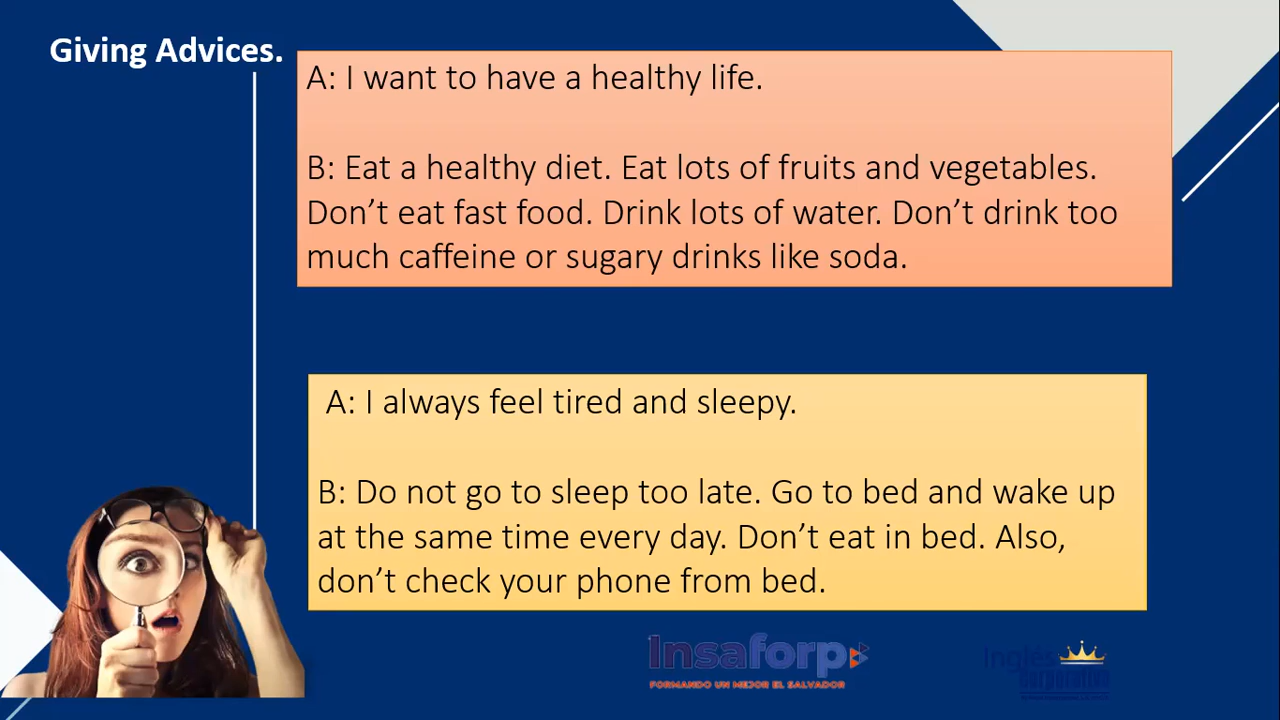 Giving Advices.
A: I want to have a healthy life.
B: Eat a healthy diet. Eat lots of fruits and vegetables.
Don’t eat fast food. Drink lots of water. Don’t drink too
much caffeine or sugary drinks like soda.
A: I always feel tired and sleepy.
B: Do not go to sleep too late. Go to bed and wake up
at the same time every day. Don’t eat in bed. Also,
don’t check your phone from bed.
Insaforp
FORMANDO UN MEJOR EL SALVADOR
Inglés
Corporativo